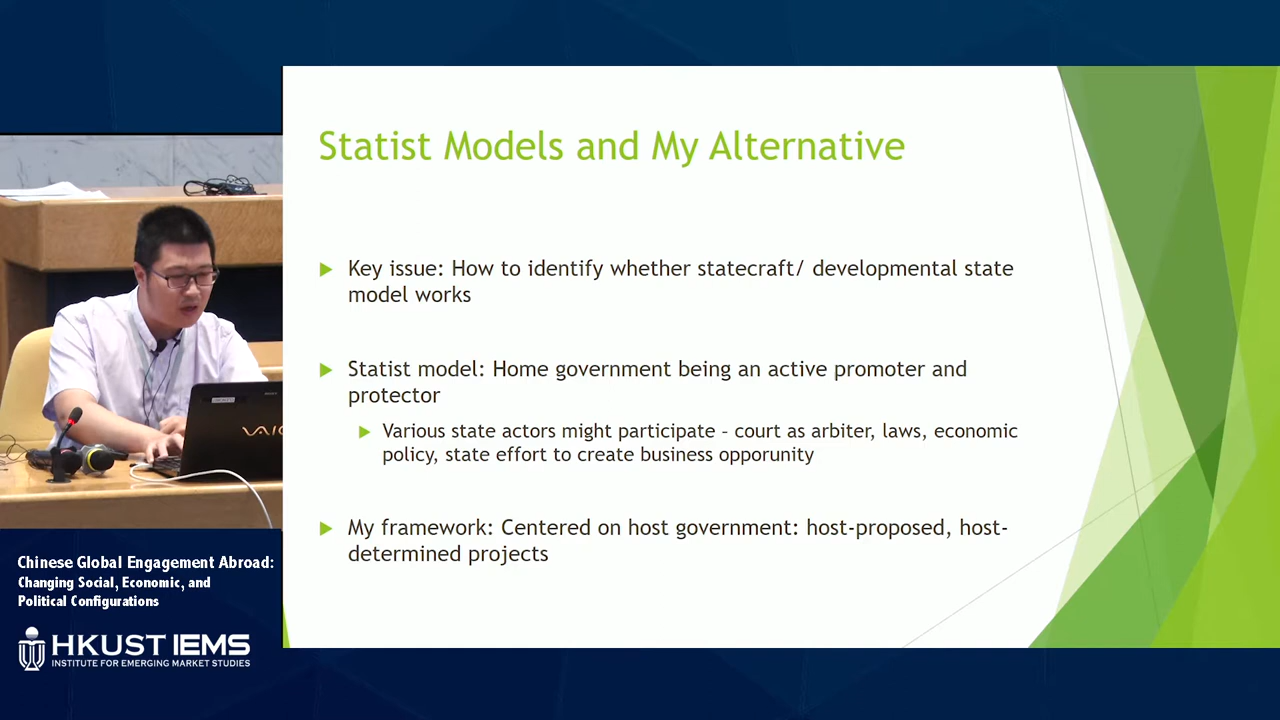 Statist Models and My Alternative
Key issue: How to identify whether statecraft/ developmental state
model works
Statist model: Home government being an active promoter and
protector
Various state actors might participate – court as arbiter, laws, economic
policy, state effort to create business opporunity
My framework: Centered on host government: host-proposed, host-
determined projects
VAIO
Chinese Global Engagement Abroad:
Changing Social, Economic, and
Political Configurations
HKUST IEMS
INSTITUTE FOR EMERGING MARKET STUDIES